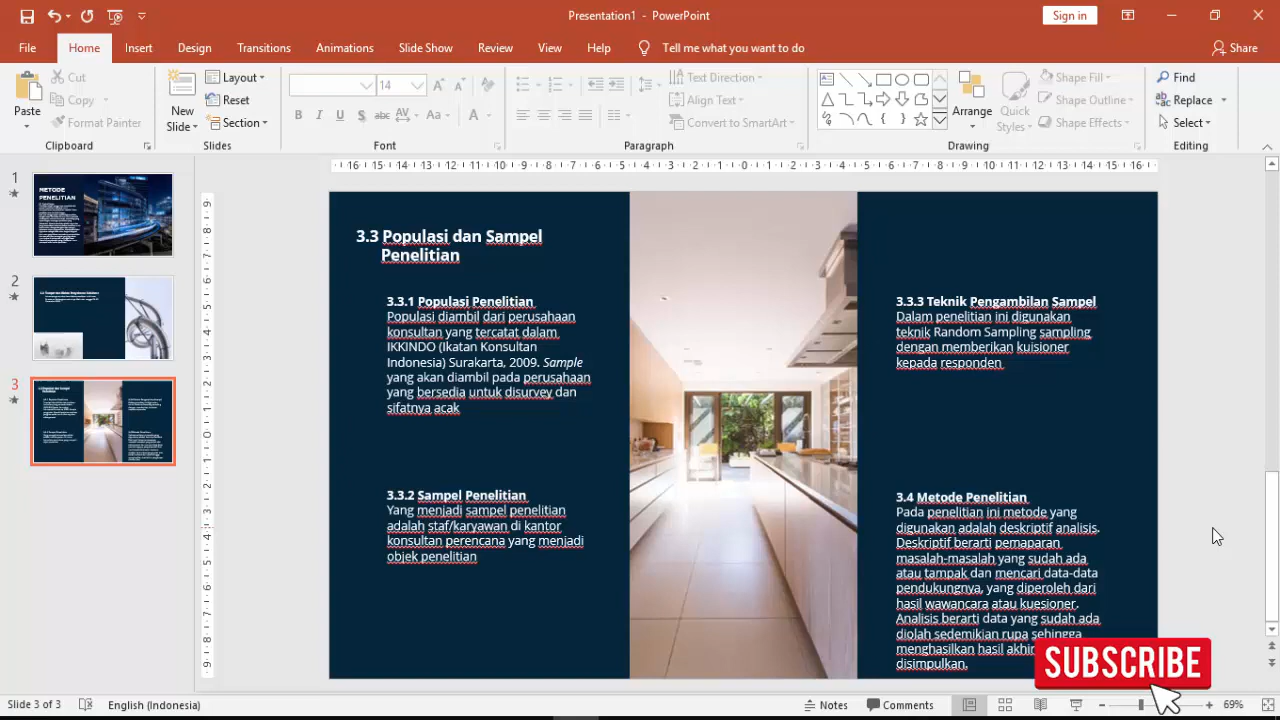 Presentation1 - PowerPoint
Sign in
File Home Insert Design Transitions Animations Slide Show Review View Help Tell me what you want to do Share
Paste
Cut
Copy
Format Painter
Clipboard
New Slide
Layout
Reset
Section
Slides
14
B I U S abc AV Aa A
Font
Text Direction
Align Text
Convert to SmartArt
Paragraph
Arrange
Quick Styles
Shape Fill
Shape Outline
Shape Effects
Drawing
Find
Replace
Select
Editing
1
METODE
PENELITIAN
2
3
3.3 Populasi dan Sampel
Penelitian
3.3.1 Populasi Penelitian
Populasi diambil dari perusahaan
konsultan yang tercatat dalam
IKKINDO (Ikatan Konsultan
Indonesia) Surakarta, 2009. Sample
yang akan diambil pada perusahaan
yang bersedia untuk disurvey dan
sifatnya acak
3.3.2 Sampel Penelitian
Yang menjadi sampel penelitian
adalah staf/karyawan di kantor
konsultan perencana yang menjadi
objek penelitian
3.3.3 Teknik Pengambilan Sampel
Dalam penelitian ini digunakan
teknik Random Sampling sampling
dengan memberikan kuisioner
kepada responden
3.4 Metode Penelitian
Pada penelitian ini metode yang
digunakan adalah deskriptif analisis.
Deskriptif berarti pemaparan
masalah-masalah yang sudah ada
atau tampak dan mencari data-data
pendukungnya, yang diperoleh dari
hasil wawancara atau kuesioner.
Analisis berarti data yang sudah ada
diolah sedemikian rupa sehingga
menghasilkan hasil akhir
disimpulkan.
SUBSCRIBE
Slide 3 of 3 English (Indonesia) Notes Comments 69%